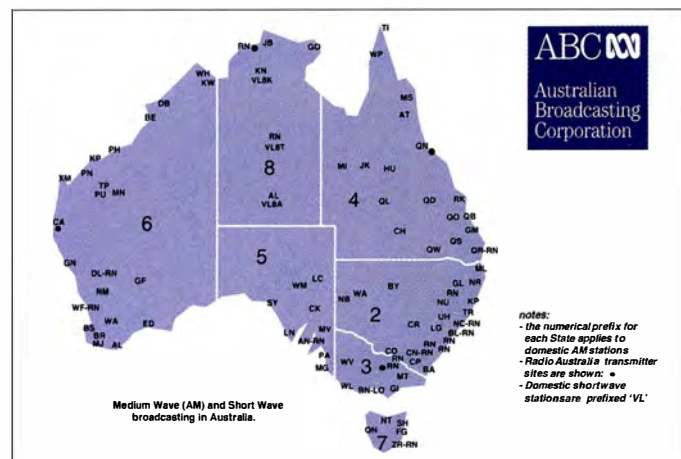 TI
RN
JB
GO
WP
WH
KW
KN
VL8K
DB
BE
MS
AT
RN
VL8T
QN
PH
KP
PN
XM
TP
PU
MN
8
MI
JK
HU
AL
VL8A
4
QL
QD
RK
QO
QB
CA
6
CH
GM
QS
QW
QR-RN
GN
5
ML
DL-RN
GF
LC
WM
BY
GL
NR
RN
NM
NB
WA
NU
KP
SY
CK
2
TR
WF-RN
WA
UH
NC-RN
CR
LG
BL-RN
BS
BR
ED
LN
MV
RN
RN
MJ
AL
AN-RN
CO
CN-RN
RN
PA
WV
3
RN
CP
MG
RN
MT
BA
WL
RN-LO
GI
NT
SH
QN
FG
7
ZR-RN
ABC
Australian
Broadcasting
Corporation
notes:
- the numerical prefix for
each State applies to
domestic AM stations
- Radio Australia transmitter
sites are shown: •
- Domestic shortwave
stationsare prefixed 'VL'
Medium Wave (AM) and Short Wave
broadcasting in Australia.